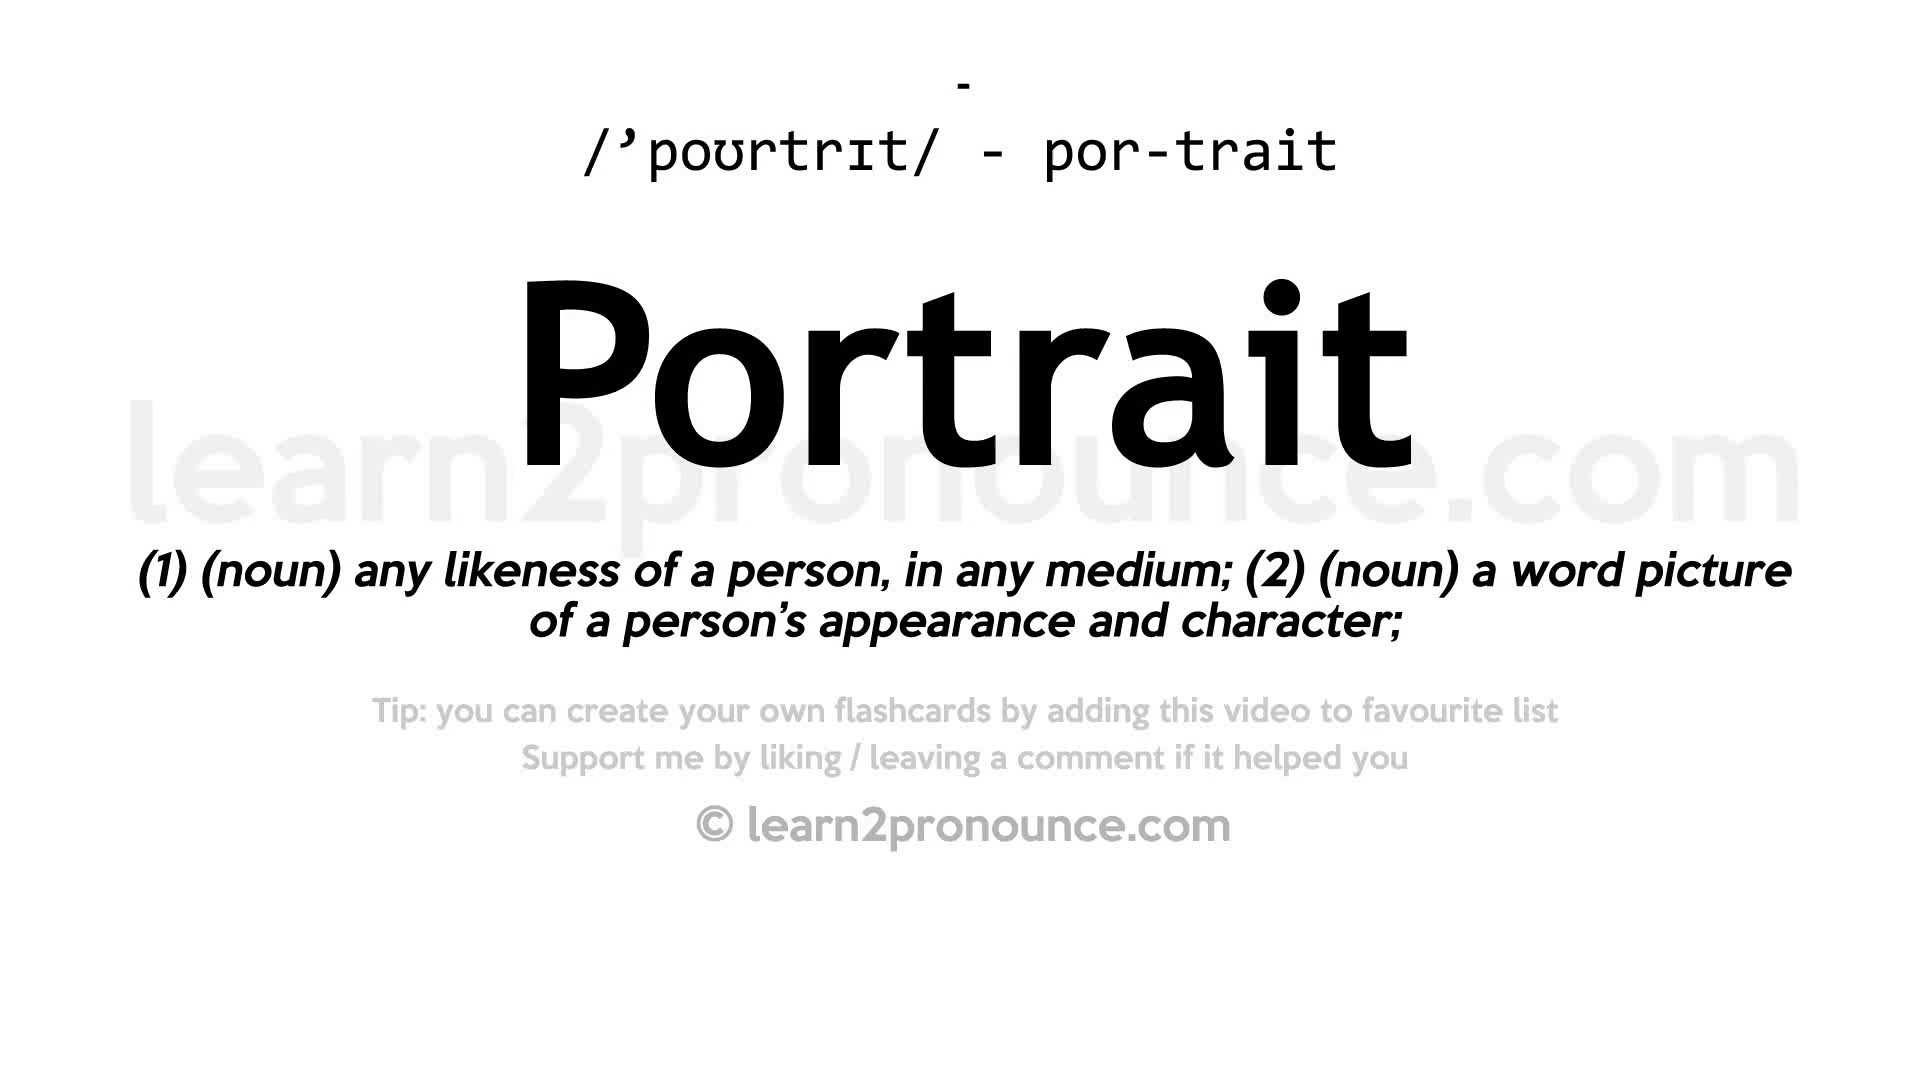 -
/’poʊrtrɪt/ - por-trait
Portrait
learn2pronounce.com
(1) (noun) any likeness of a person, in any medium; (2) (noun) a word picture
of a person’s appearance and character;
Tip: you can create your own flashcards by adding this video to favourite list
Support me by liking / leaving a comment if it helped you
© learn2pronounce.com